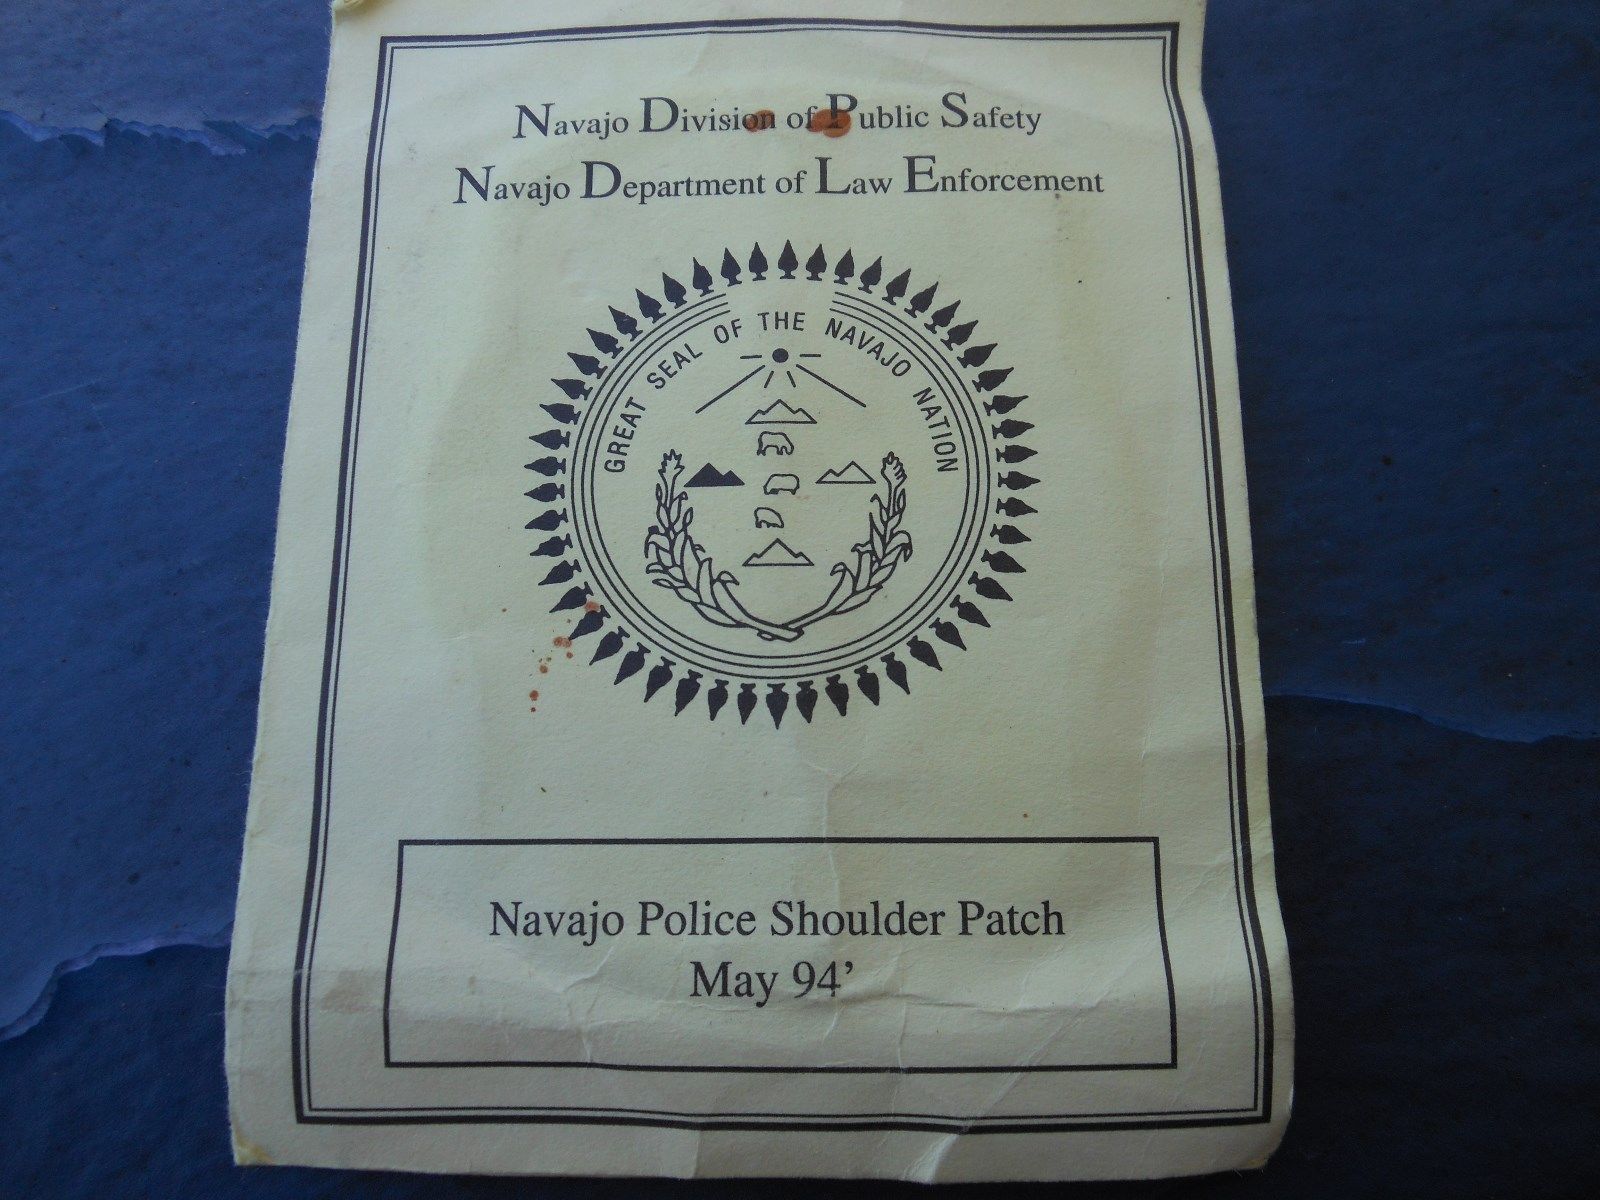 Navajo Division of Public Safety
Navajo Department of Law Enforcement
GREAT SEAL OF THE NAVAJO NATION
Navajo Police Shoulder Patch
May 94’